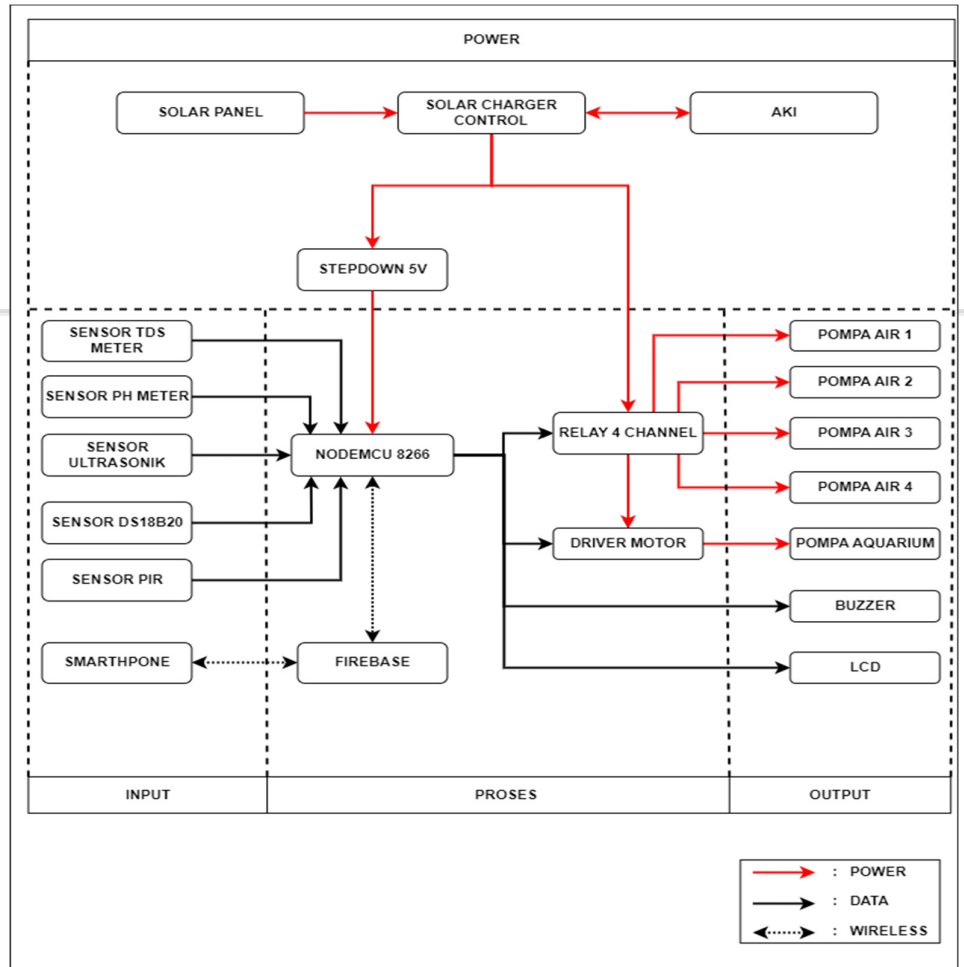 POWER
SOLAR PANEL
SOLAR CHARGER
CONTROL
AKI
STEPDOWN 5V
SENSOR TDS
METER
SENSOR PH METER
SENSOR
ULTRASONIK
SENSOR DS18B20
SENSOR PIR
SMARTHPONE
NODEMCU 8266
FIREBASE
RELAY 4 CHANNEL
DRIVER MOTOR
POMPA AIR 1
POMPA AIR 2
POMPA AIR 3
POMPA AIR 4
POMPA AQUARIUM
BUZZER
LCD
INPUT
PROSES
OUTPUT
: POWER
: DATA
: WIRELESS